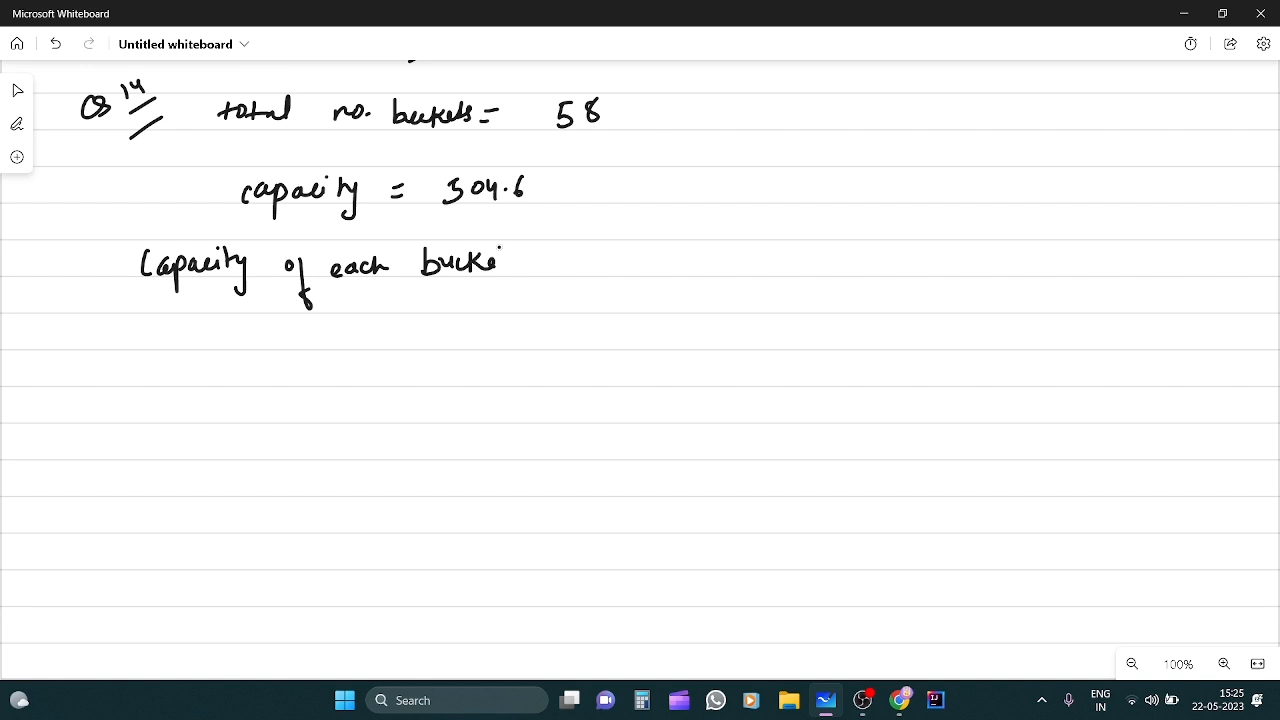 Microsoft Whiteboard
Untitled whiteboard
Q 14 total no. buckets = 58
capacity = 304.6
Capacity of each bucke
100%
Search
ENG
IN
13:25
22-05-2023